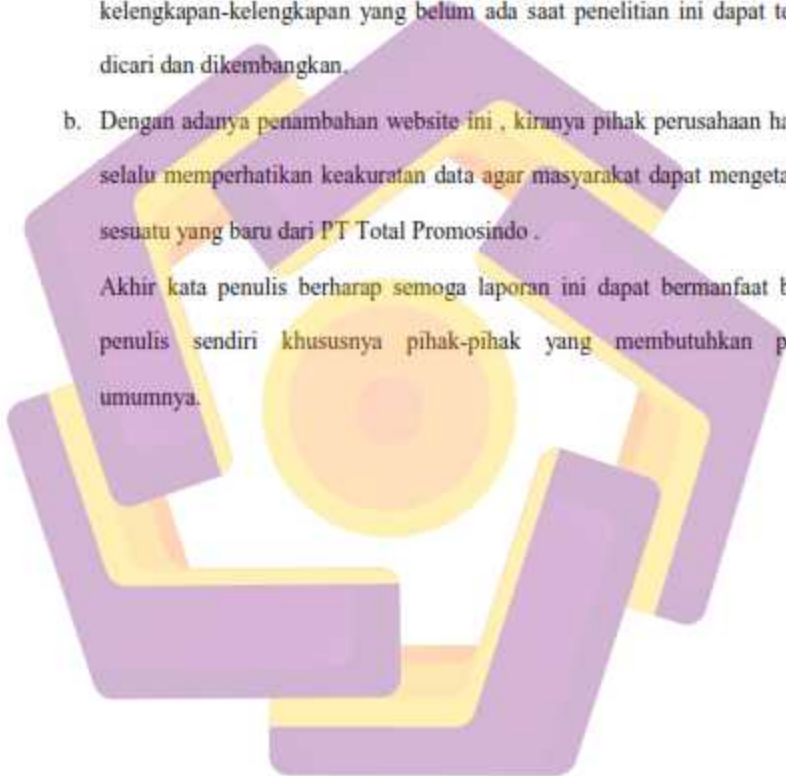 kelengkapan-kelengkapan yang belum ada saat penelitian ini dapat
dicari dan dikembangkan.
b. Dengan adanya penambahan website ini , kiranya pihak perusahaan
selalu memperhatikan keakuratan data agar masyarakat dapat
sesuatu yang baru dari PT Total Promosindo .
Akhir kata penulis berharap semoga laporan ini dapat bermanfaat
penulis sendiri khususnya pihak-pihak yang membutuhkan
umumnya.